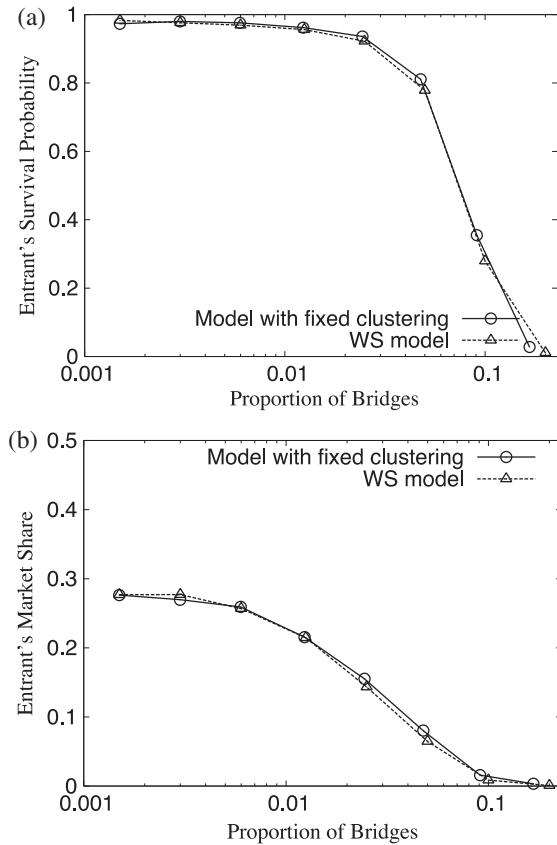 (a)
1
0.8
0.6
0.4
0.2
0
Entrant's Survival Probability
Model with fixed clustering
WS model
0.001
0.01
0.1
Proportion of Bridges
(b)
0.5
0.4
0.3
0.2
0.1
0
Entrant's Market Share
Model with fixed clustering
WS model
0.001
0.01
0.1
Proportion of Bridges